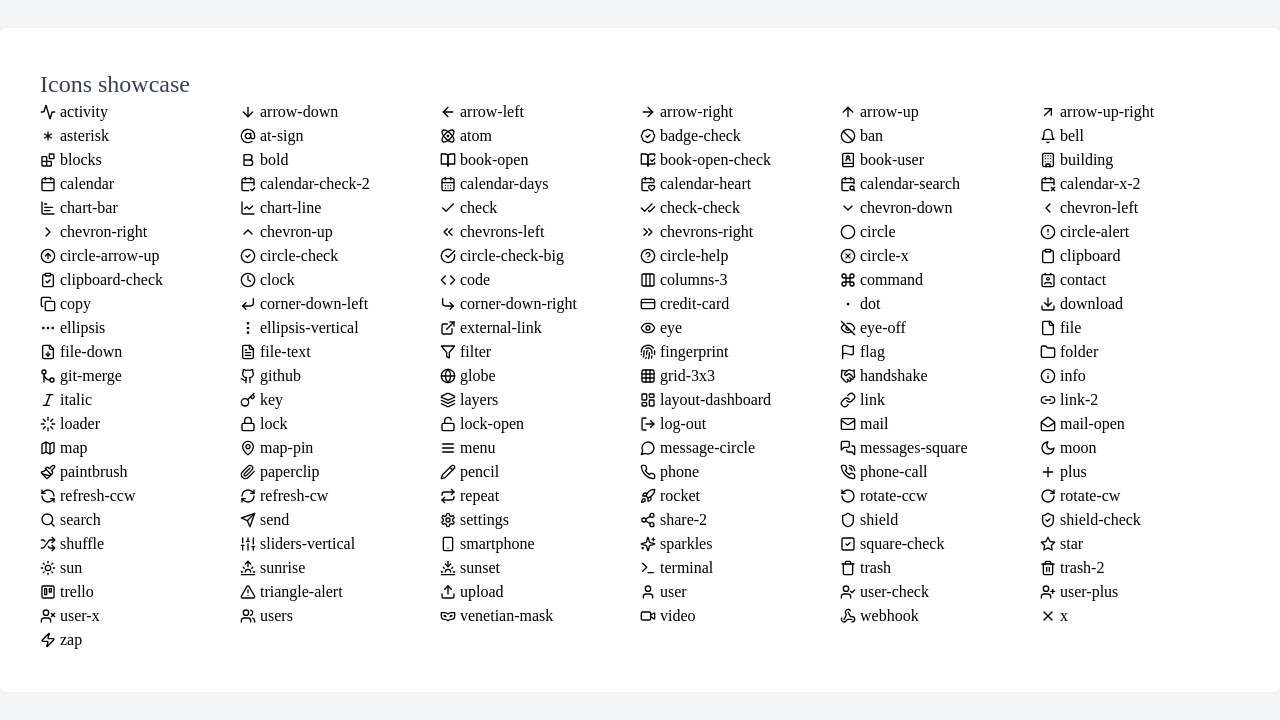 Icons showcase
activity arrow-down arrow-left arrow-right arrow-up arrow-up-right
asterisk at-sign atom badge-check ban bell
blocks bold book-open book-open-check book-user building
calendar calendar-check-2 calendar-days calendar-heart calendar-search calendar-x-2
chart-bar chart-line check check-check chevron-down chevron-left
chevron-right chevron-up chevrons-left chevrons-right circle circle-alert
circle-arrow-up circle-check circle-check-big circle-help circle-x clipboard
clipboard-check clock code columns-3 command contact
copy corner-down-left corner-down-right credit-card dot download
ellipsis ellipsis-vertical external-link eye eye-off file
file-down file-text filter fingerprint flag folder
git-merge github globe grid-3x3 handshake info
italic key layers layout-dashboard link link-2
loader lock lock-open log-out mail mail-open
map map-pin menu message-circle messages-square moon
paintbrush paperclip pencil phone phone-call plus
refresh-ccw refresh-cw repeat rocket rotate-ccw rotate-cw
search send settings share-2 shield shield-check
shuffle sliders-vertical smartphone sparkles square-check star
sun sunrise sunset terminal trash trash-2
trello triangle-alert upload user user-check user-plus
user-x users venetian-mask video webhook x
zap